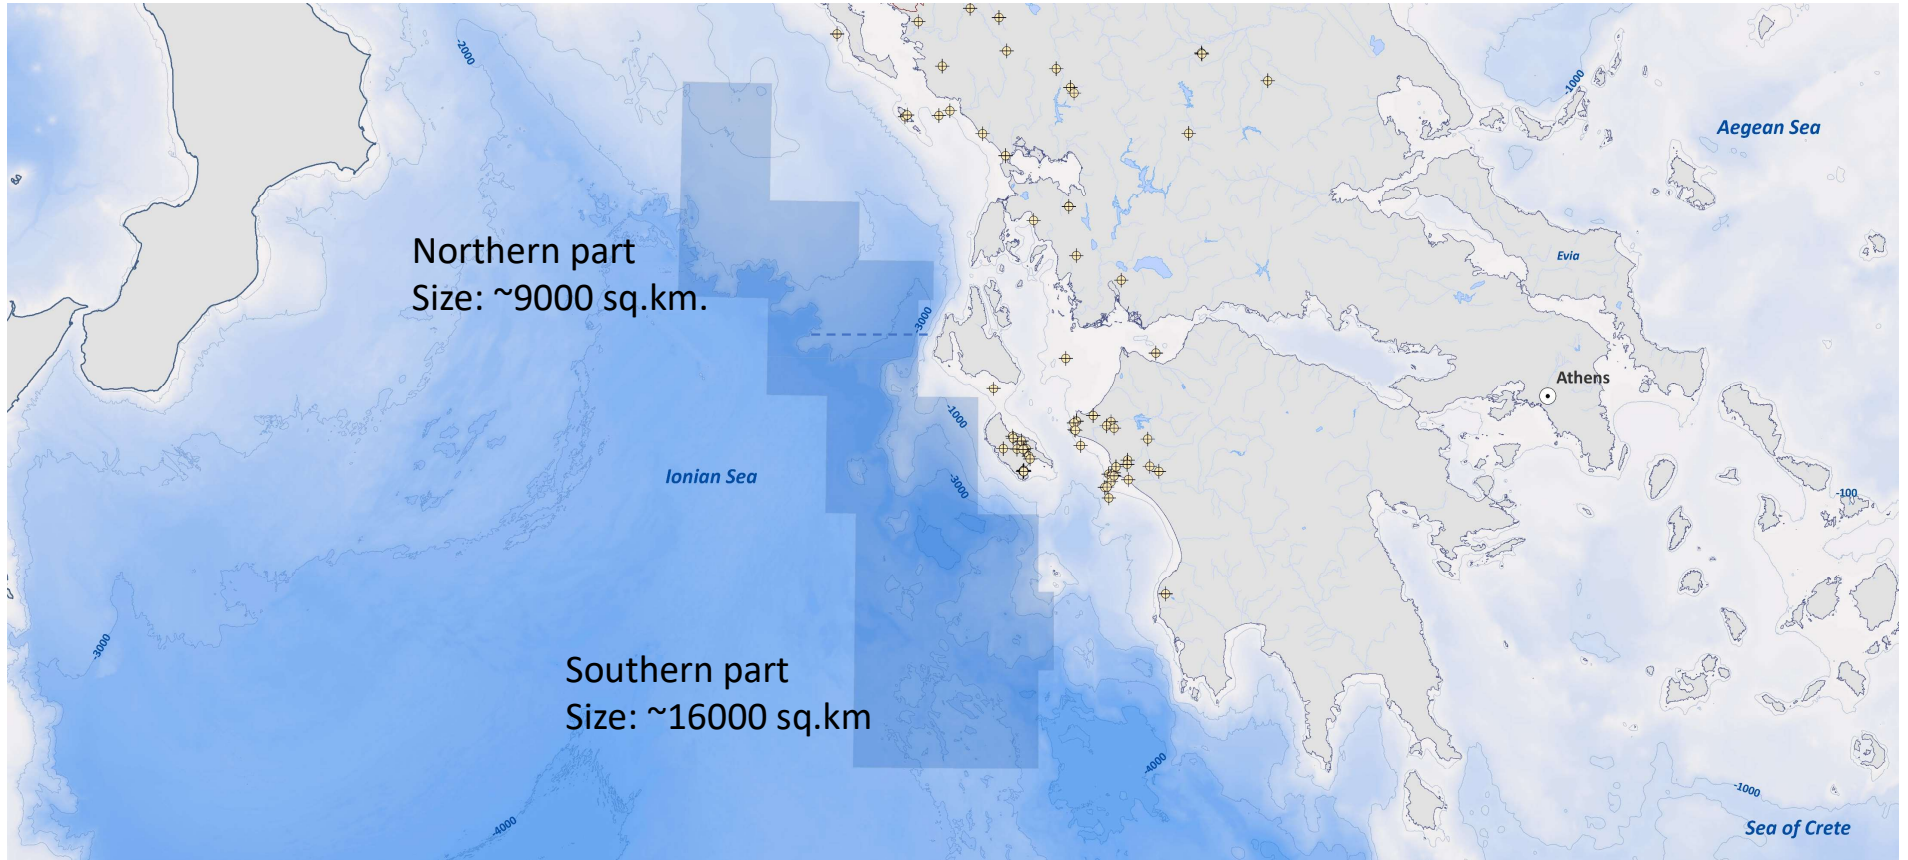 -2000
-1000
Aegean Sea
Northern part
Size: ~9000 sq.km.
Evia
-3000
Athens
-1000
Ionian Sea
-3000
-100
-3000
Southern part
Size: ~16000 sq.km
-4000
-1000
-4000
Sea of Crete